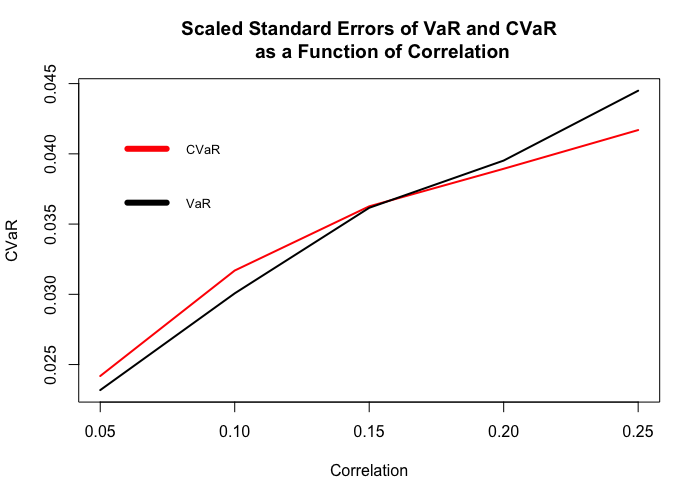 Scaled Standard Errors of VaR and CVaR
as a Function of Correlation
CVaR
0.045
0.040
0.035
0.030
0.025
CVaR
VaR
0.05 0.10 0.15 0.20 0.25
Correlation